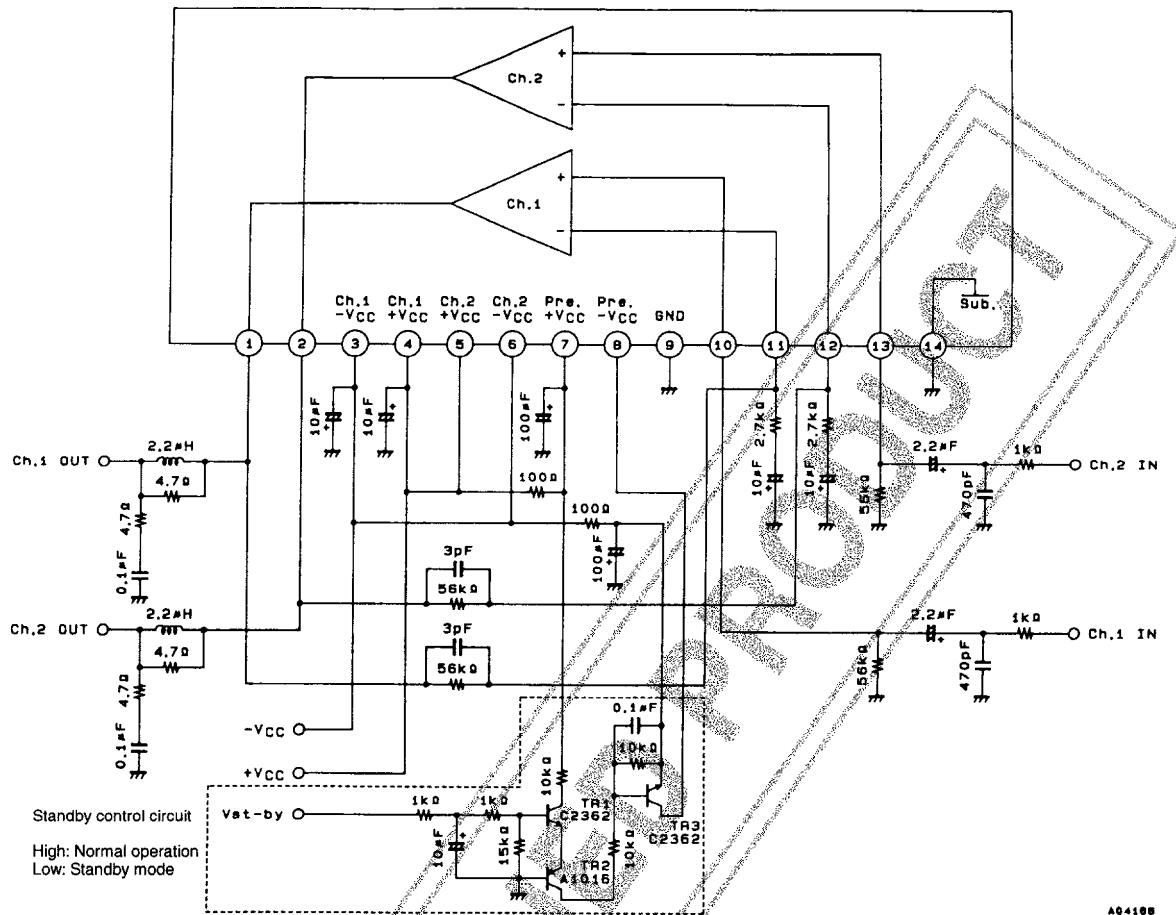 Ch.2
+
-
Ch.1
+
-
Sub.
Ch.1 -VCC
Ch.1 +VCC
Ch.2 +VCC
Ch.2 -VCC
Pre. +VCC
Pre. -VCC
GND
1
2
3
4
5
6
7
8
9
10
11
12
13
14
10µF
+
10µF
+
100µF
+
2.7kΩ
2.7kΩ
10µF
+
10µF
+
Ch.1 OUT
2.2µH
4.7Ω
4.7Ω
0.1µF
100Ω
100Ω
100µF
+
56kΩ
2.2µF
+
1kΩ
470pF
Ch.2 IN
3pF
56kΩ
Ch.2 OUT
2.2µH
4.7Ω
4.7Ω
0.1µF
3pF
56kΩ
56kΩ
2.2µF
+
1kΩ
470pF
Ch.1 IN
-VCC
+VCC
0.1µF
10kΩ
10kΩ
Standby control circuit
Vst-by
1kΩ
1kΩ
10µF
+
15kΩ
TR1
C2362
TR2
A1016
10kΩ
TR3
C2362
High: Normal operation
Low: Standby mode
ED PRODUCT
A04188